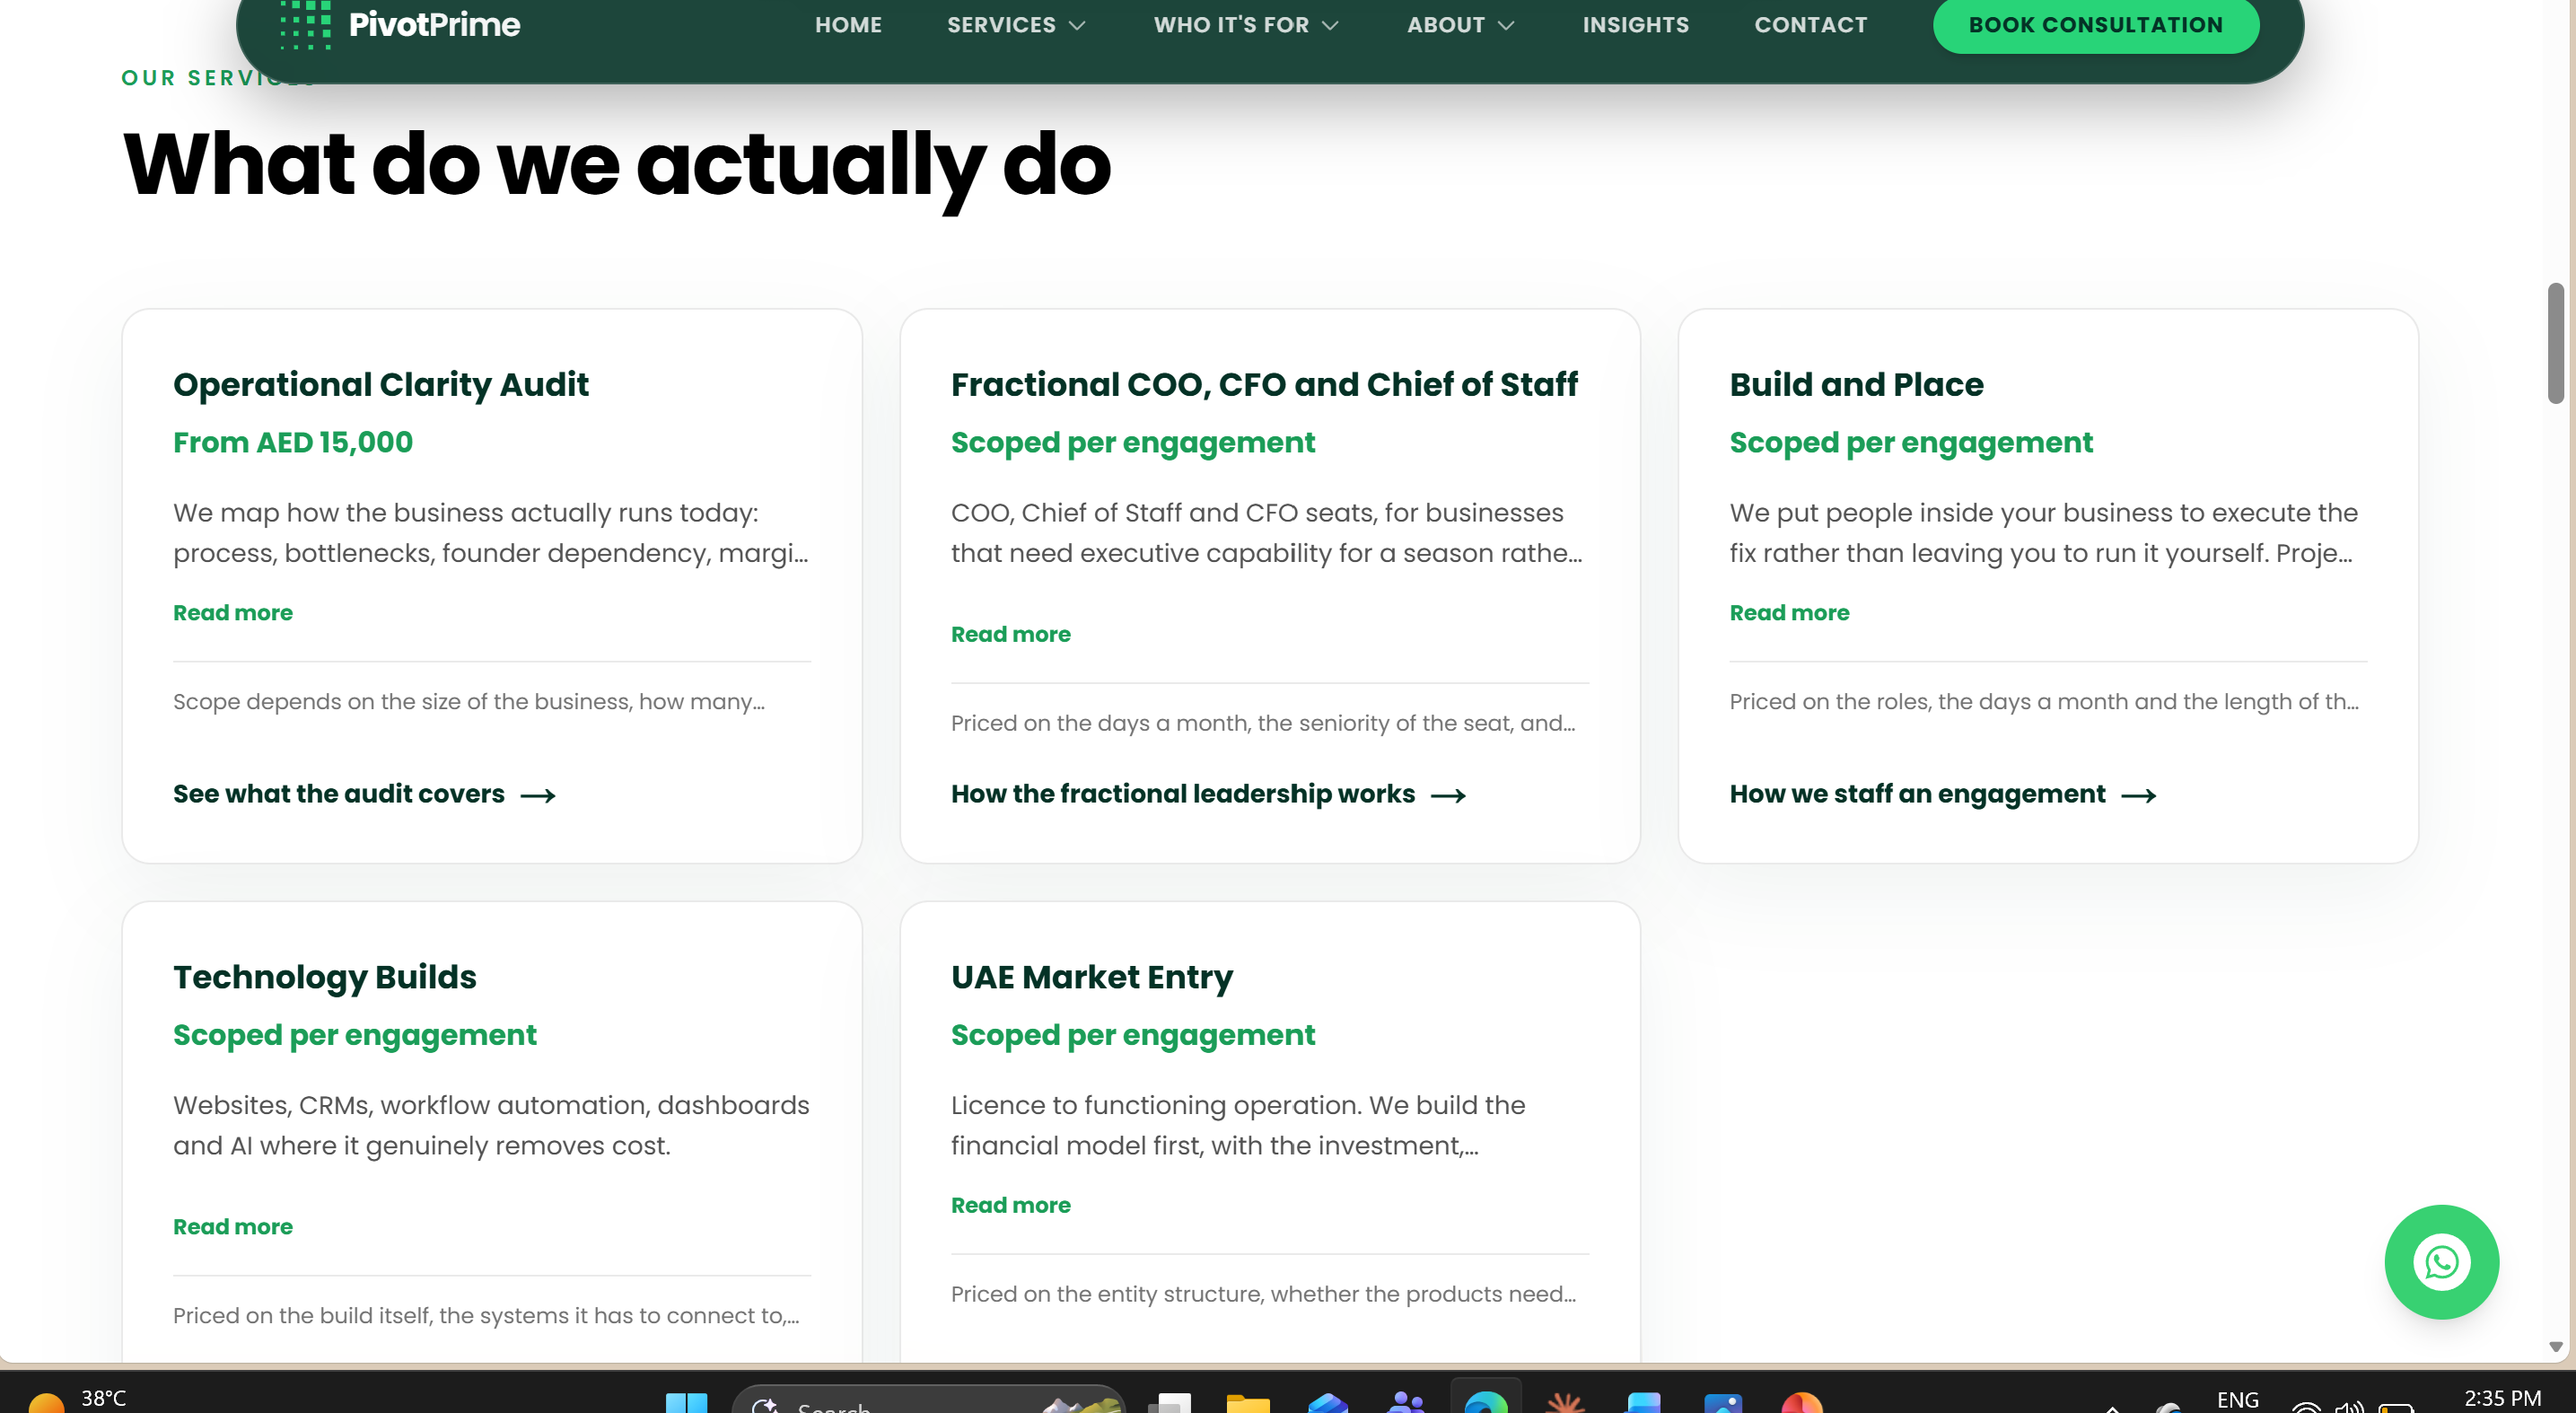 PivotPrime
HOME
SERVICES
WHO IT'S FOR
ABOUT
INSIGHTS
CONTACT
BOOK CONSULTATION
OUR SERVICES
What do we actually do
Operational Clarity Audit
From AED 15,000
We map how the business actually runs today:
process, bottlenecks, founder dependency, margi...
Read more
Scope depends on the size of the business, how many...
See what the audit covers →
Fractional COO, CFO and Chief of Staff
Scoped per engagement
COO, Chief of Staff and CFO seats, for businesses
that need executive capability for a season rathe...
Read more
Priced on the days a month, the seniority of the seat, and...
How the fractional leadership works →
Build and Place
Scoped per engagement
We put people inside your business to execute the
fix rather than leaving you to run it yourself. Proje...
Read more
Priced on the roles, the days a month and the length of th...
How we staff an engagement →
Technology Builds
Scoped per engagement
Websites, CRMs, workflow automation, dashboards
and AI where it genuinely removes cost.
Read more
Priced on the build itself, the systems it has to connect to,...
UAE Market Entry
Scoped per engagement
Licence to functioning operation. We build the
financial model first, with the investment,...
Read more
Priced on the entity structure, whether the products need...
38°C
Search
ENG
2:35 PM